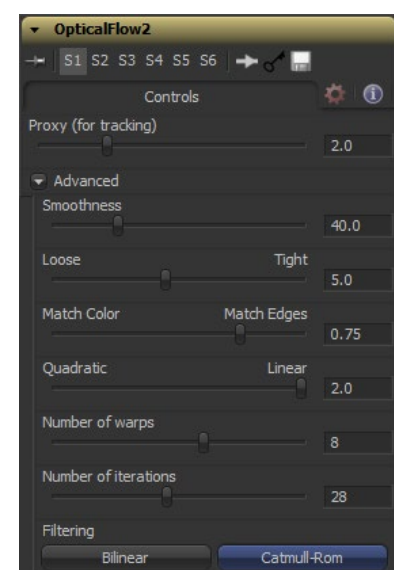 OpticalFlow2
S1 S2 S3 S4 S5 S6
Controls
Proxy (for tracking)
2.0
Advanced
Smoothness
40.0
Loose Tight
5.0
Match Color Match Edges
0.75
Quadratic Linear
2.0
Number of warps
8
Number of iterations
28
Filtering
Bilinear Catmull-Rom